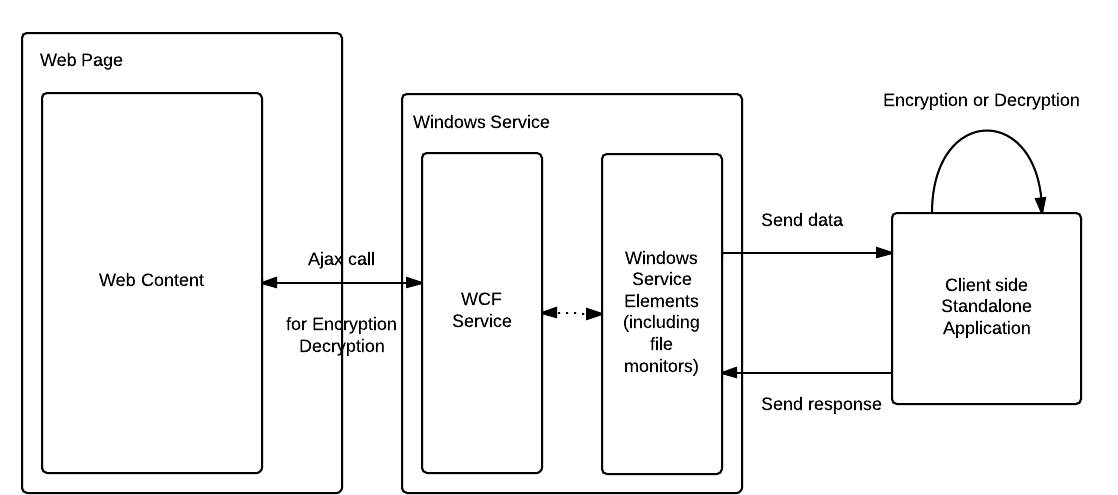 Web Page
Web Content
Ajax call
for Encryption
Decryption
Windows Service
WCF
Service
Windows
Service
Elements
(including
file
monitors)
Send data
Send response
Encryption or Decryption
Client side
Standalone
Application